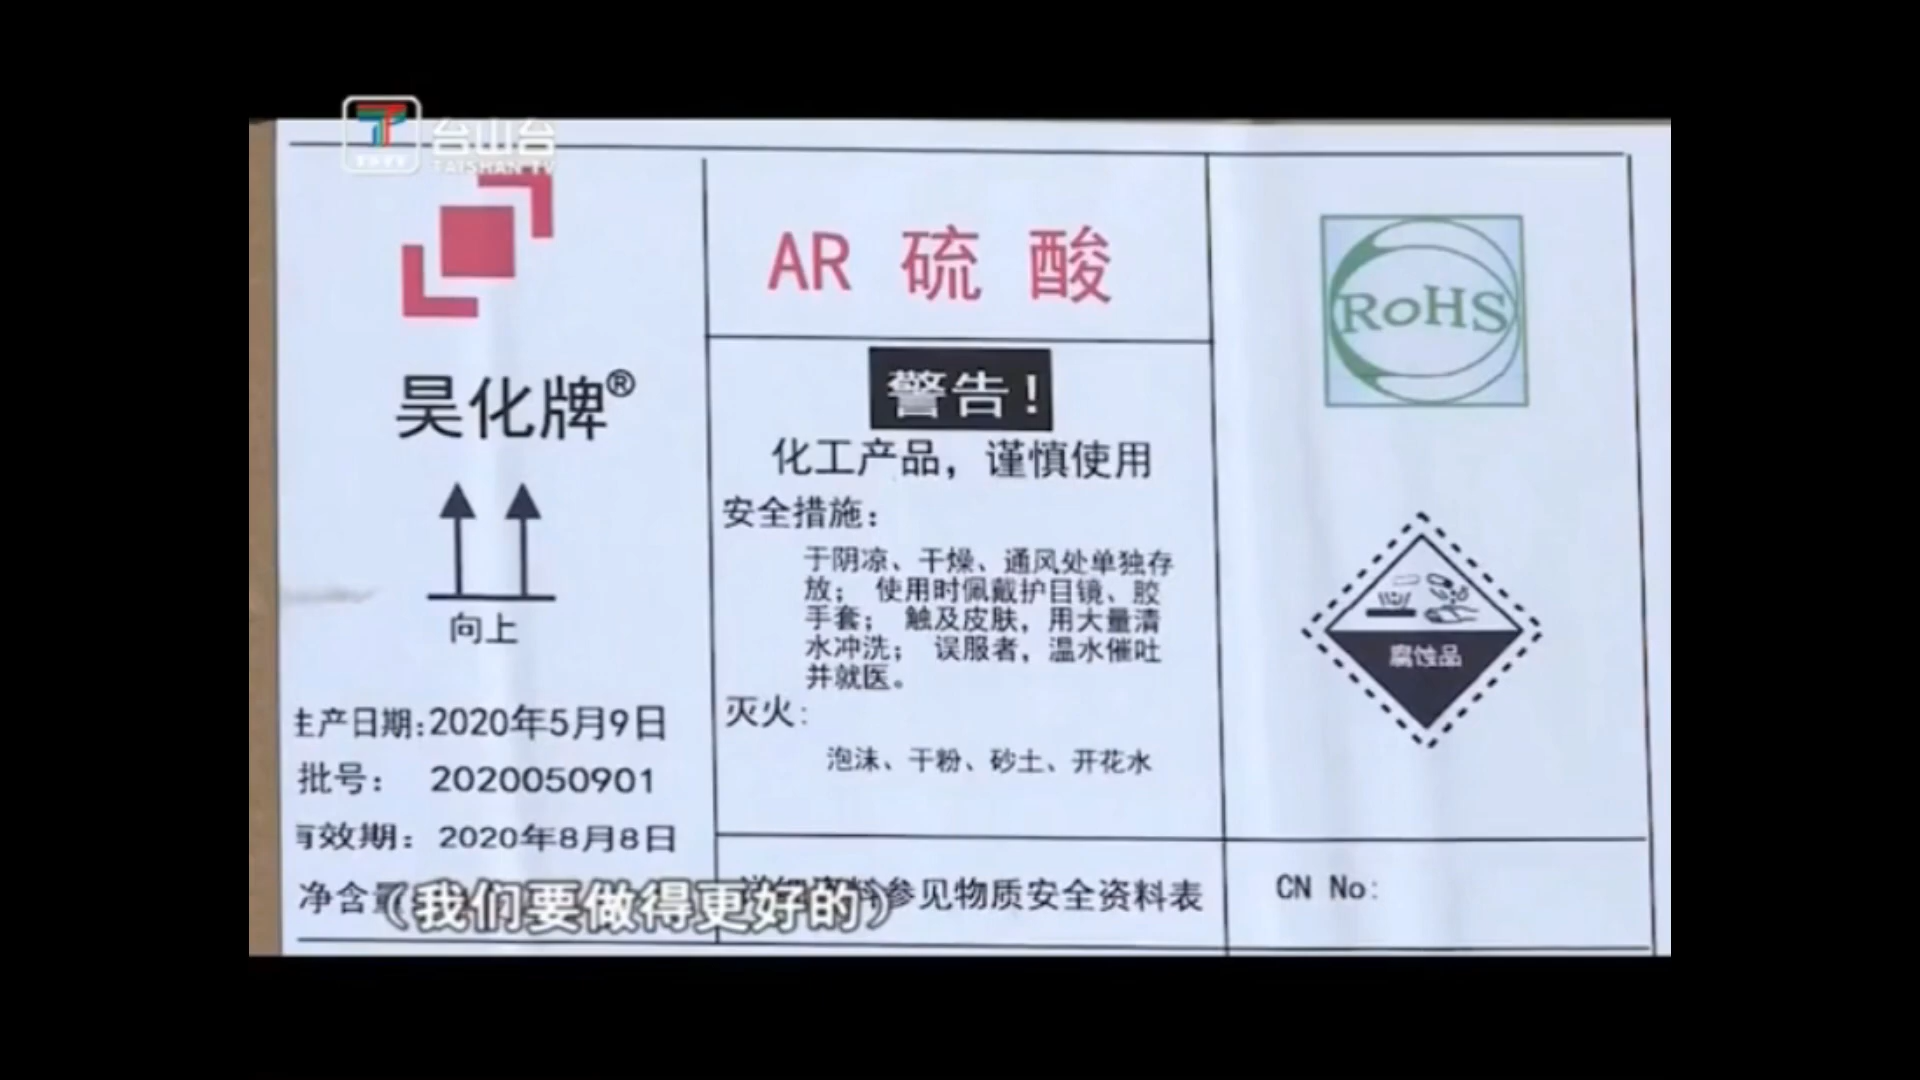 台山台
TAISHAN TV
昊化牌®
向上
生产日期:2020年5月9日
批号: 2020050901
有效期: 2020年8月8日
净含量
AR 硫酸
警告!
化工产品，谨慎使用
安全措施:
于阴凉、干燥、通风处单独存
放; 使用时佩戴护目镜、胶
手套; 触及皮肤，用大量清
水冲洗; 误服者，温水催吐
并就医。
灭火:
泡沫、干粉、砂土、开花水
参见物质安全资料表
RoHS
腐蚀品
CN No:
(我们要做得更好的)